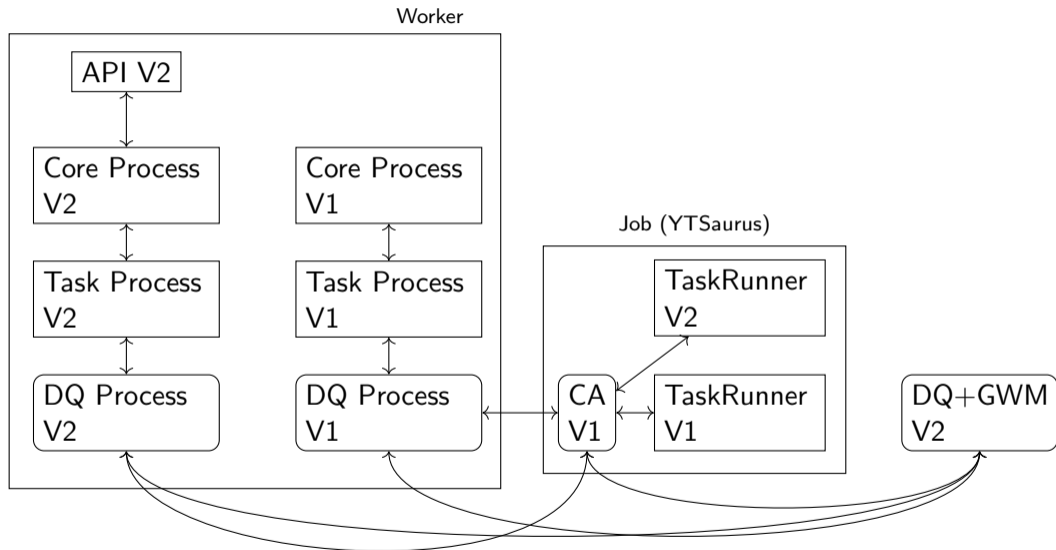 Worker
API V2
Core Process
V2
Core Process
V1
Job (YTSaurus)
Task Process
V2
Task Process
V1
TaskRunner
V2
DQ Process
V2
DQ Process
V1
CA
V1
TaskRunner
V1
DQ+GWM
V2